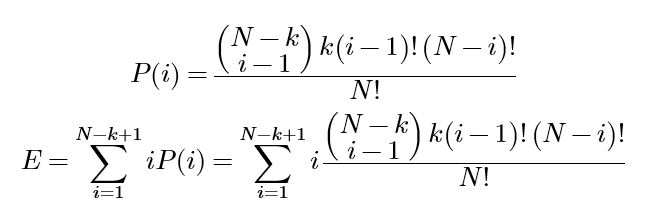 P(i) = \frac{\binom{N-k}{i-1} k(i-1)! (N-i)!}{N!}
E = \sum_{i=1}^{N-k+1} iP(i) = \sum_{i=1}^{N-k+1} i \frac{\binom{N-k}{i-1} k(i-1)! (N-i)!}{N!}